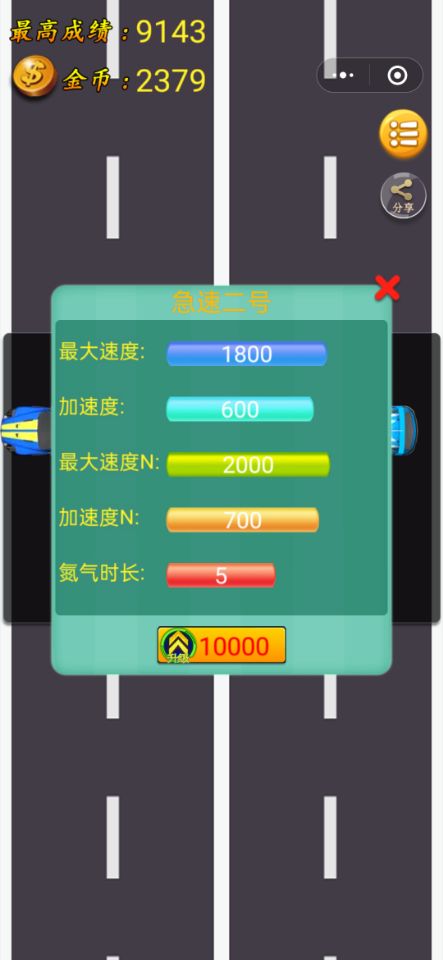 最高成绩：9143
金币：2379
分享
急速二号
最大速度: 1800
加速度: 600
最大速度N: 2000
加速度N: 700
氮气时长: 5
升级 10000